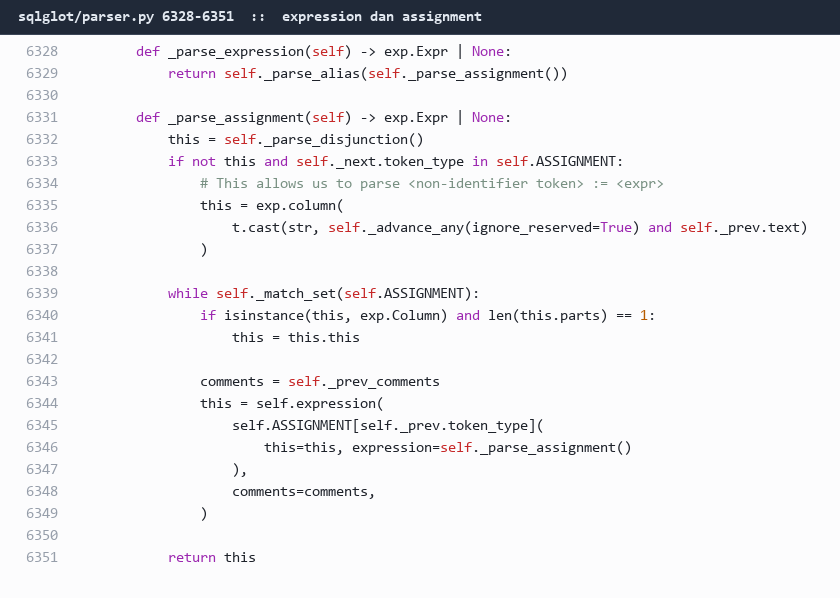 sqlglot/parser.py 6328-6351 :: expression dan assignment
6328 def _parse_expression(self) -> exp.Expr | None:
6329 return self._parse_alias(self._parse_assignment())
6330
6331 def _parse_assignment(self) -> exp.Expr | None:
6332 this = self._parse_disjunction()
6333 if not this and self._next.token_type in self.ASSIGNMENT:
6334 # This allows us to parse <non-identifier token> := <expr>
6335 this = exp.column(
6336 t.cast(str, self._advance_any(ignore_reserved=True) and self._prev.text)
6337 )
6338
6339 while self._match_set(self.ASSIGNMENT):
6340 if isinstance(this, exp.Column) and len(this.parts) == 1:
6341 this = this.this
6342
6343 comments = self._prev_comments
6344 this = self.expression(
6345 self.ASSIGNMENT[self._prev.token_type](
6346 this=this, expression=self._parse_assignment()
6347 ),
6348 comments=comments,
6349 )
6350
6351 return this